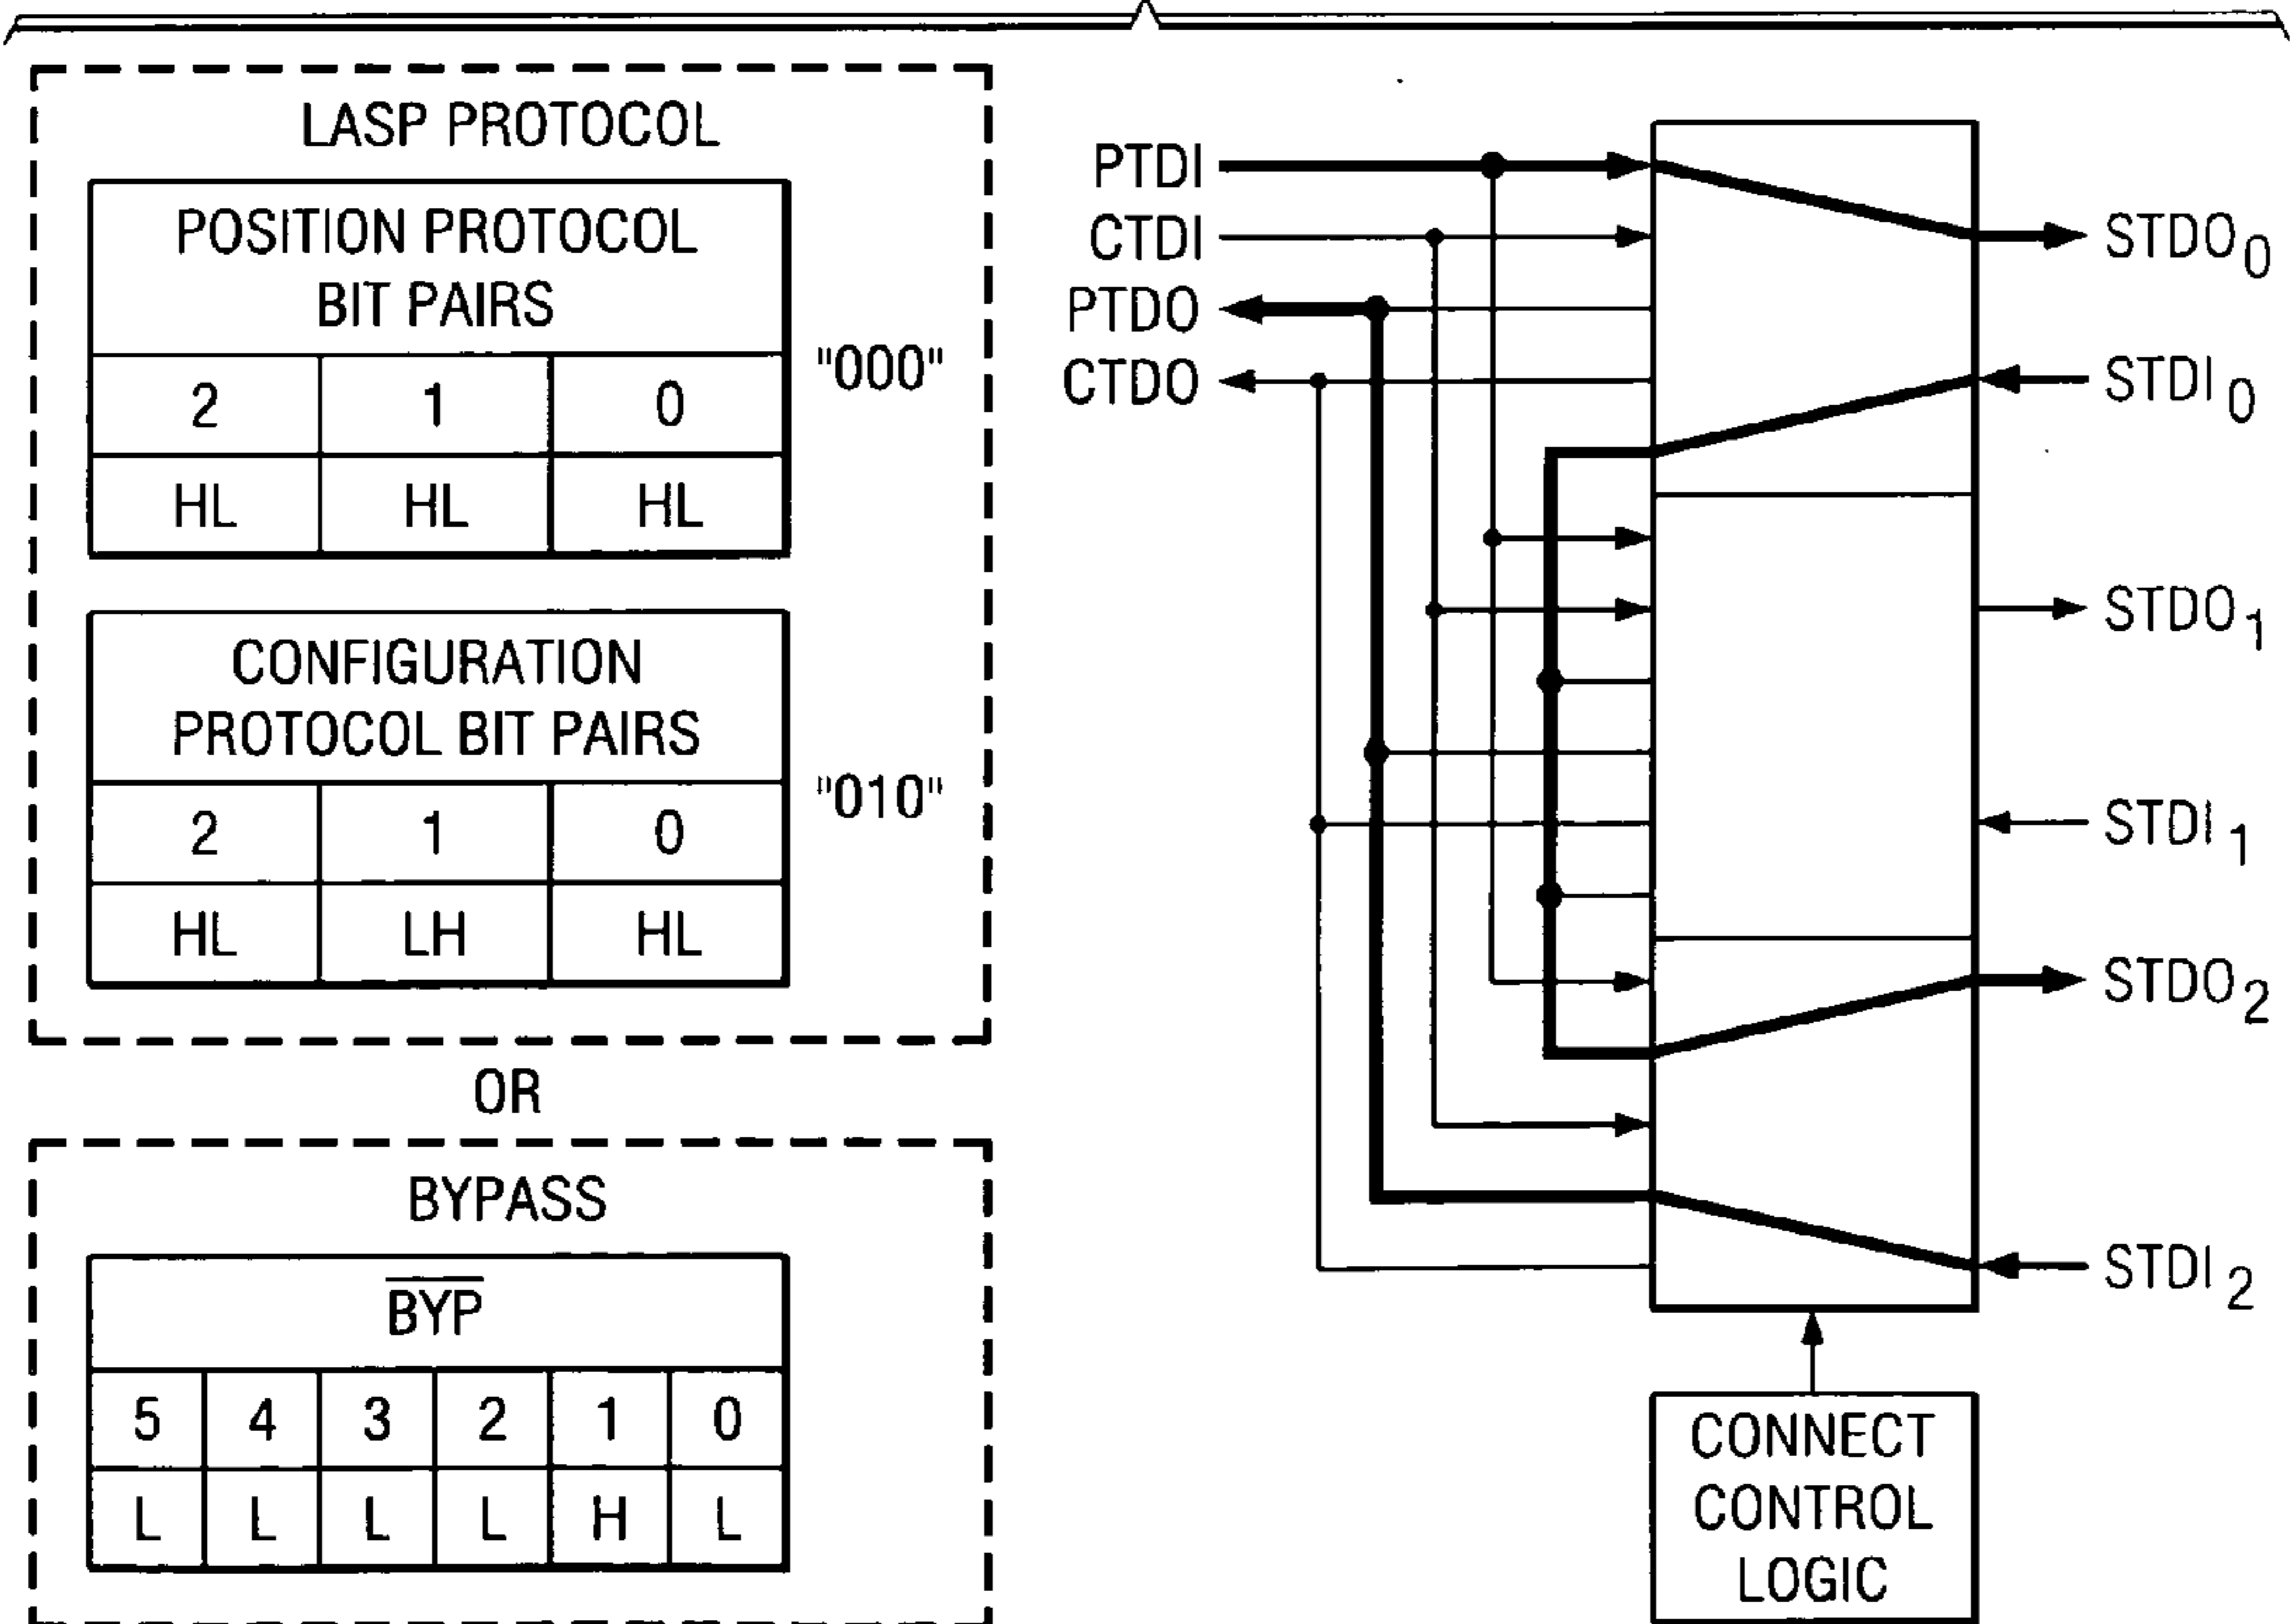 LASP PROTOCOL
POSITION PROTOCOL
BIT PAIRS
2 1 0
HL HL HL
"000"
CONFIGURATION
PROTOCOL BIT PAIRS
2 1 0
HL LH HL
"010"
OR
BYPASS
BYP
5 4 3 2 1 0
L L L L H L
PTDI
CTDI
PTDO
CTDO
STDO0
STDI0
STDO1
STDI1
STDO2
STDI2
CONNECT
CONTROL
LOGIC